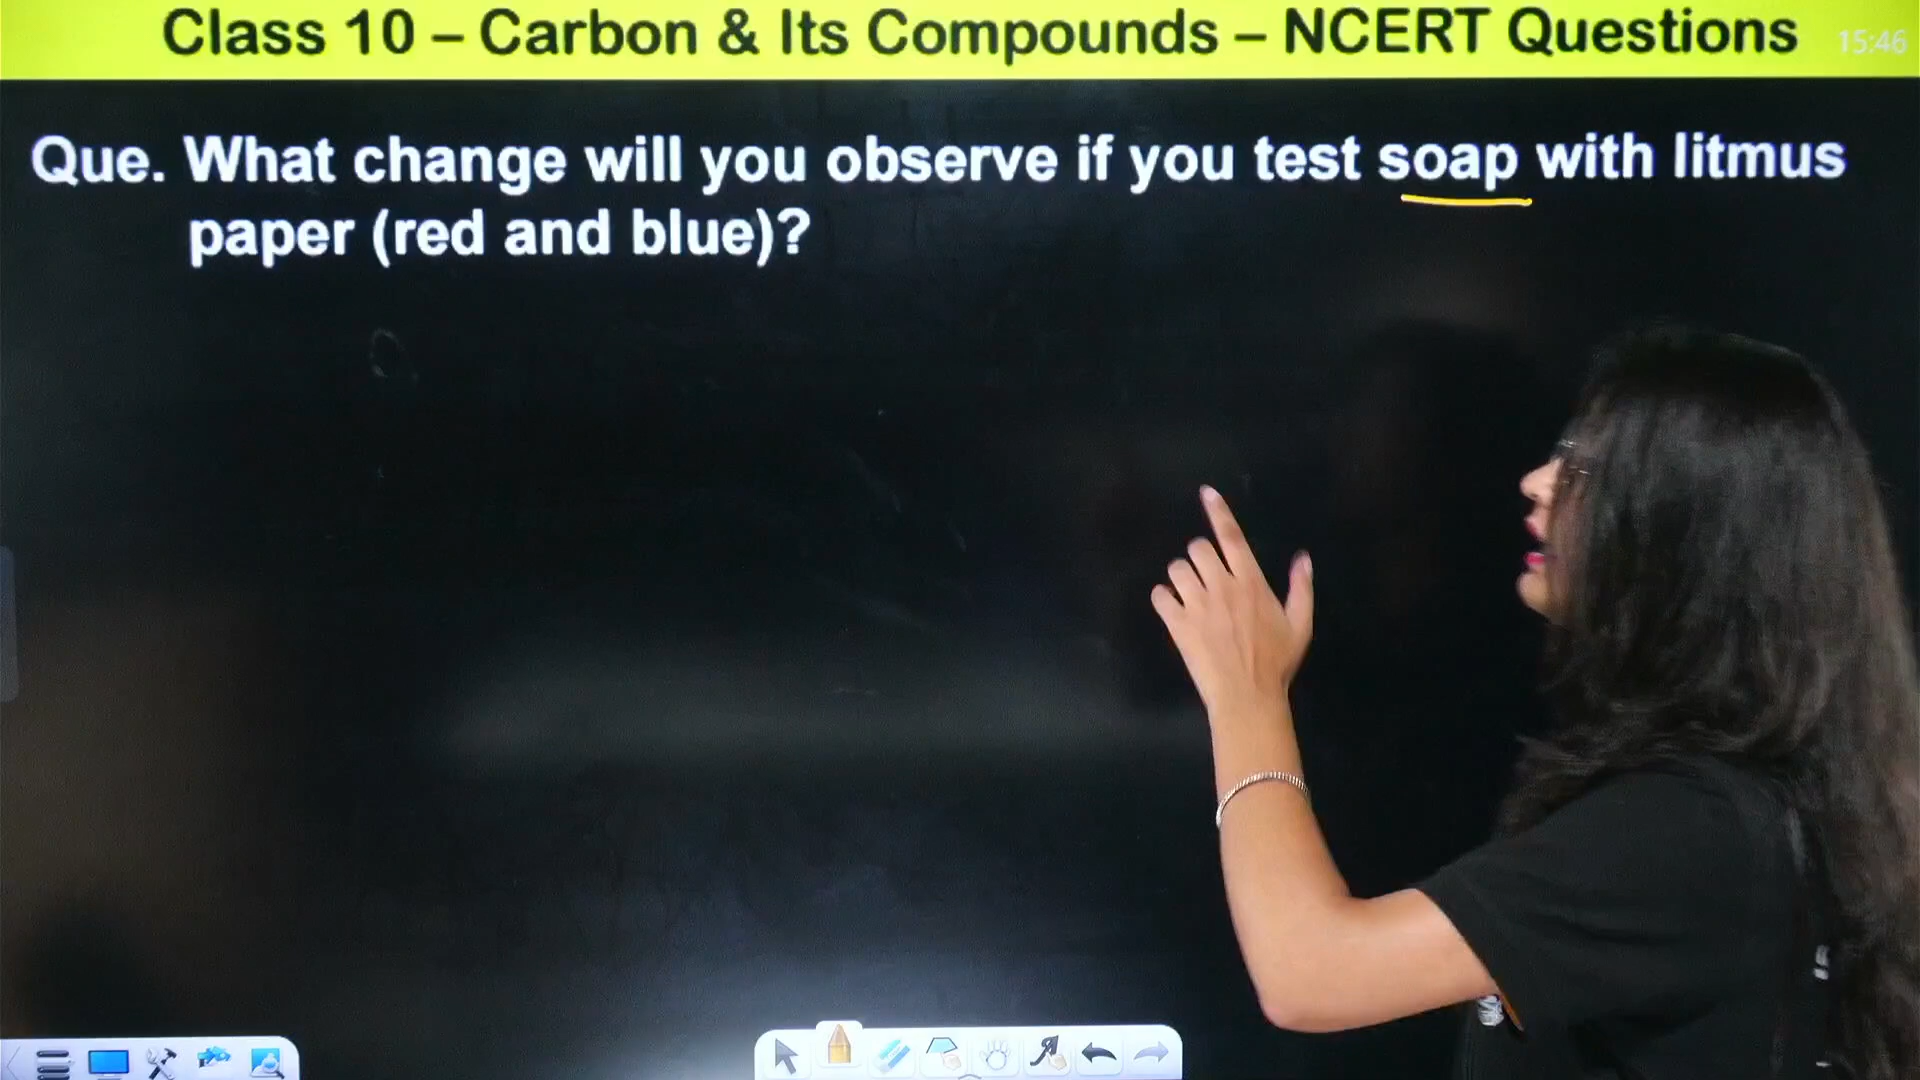 Class 10 – Carbon & Its Compounds – NCERT Questions
15:46
Que. What change will you observe if you test soap with litmus
paper (red and blue)?